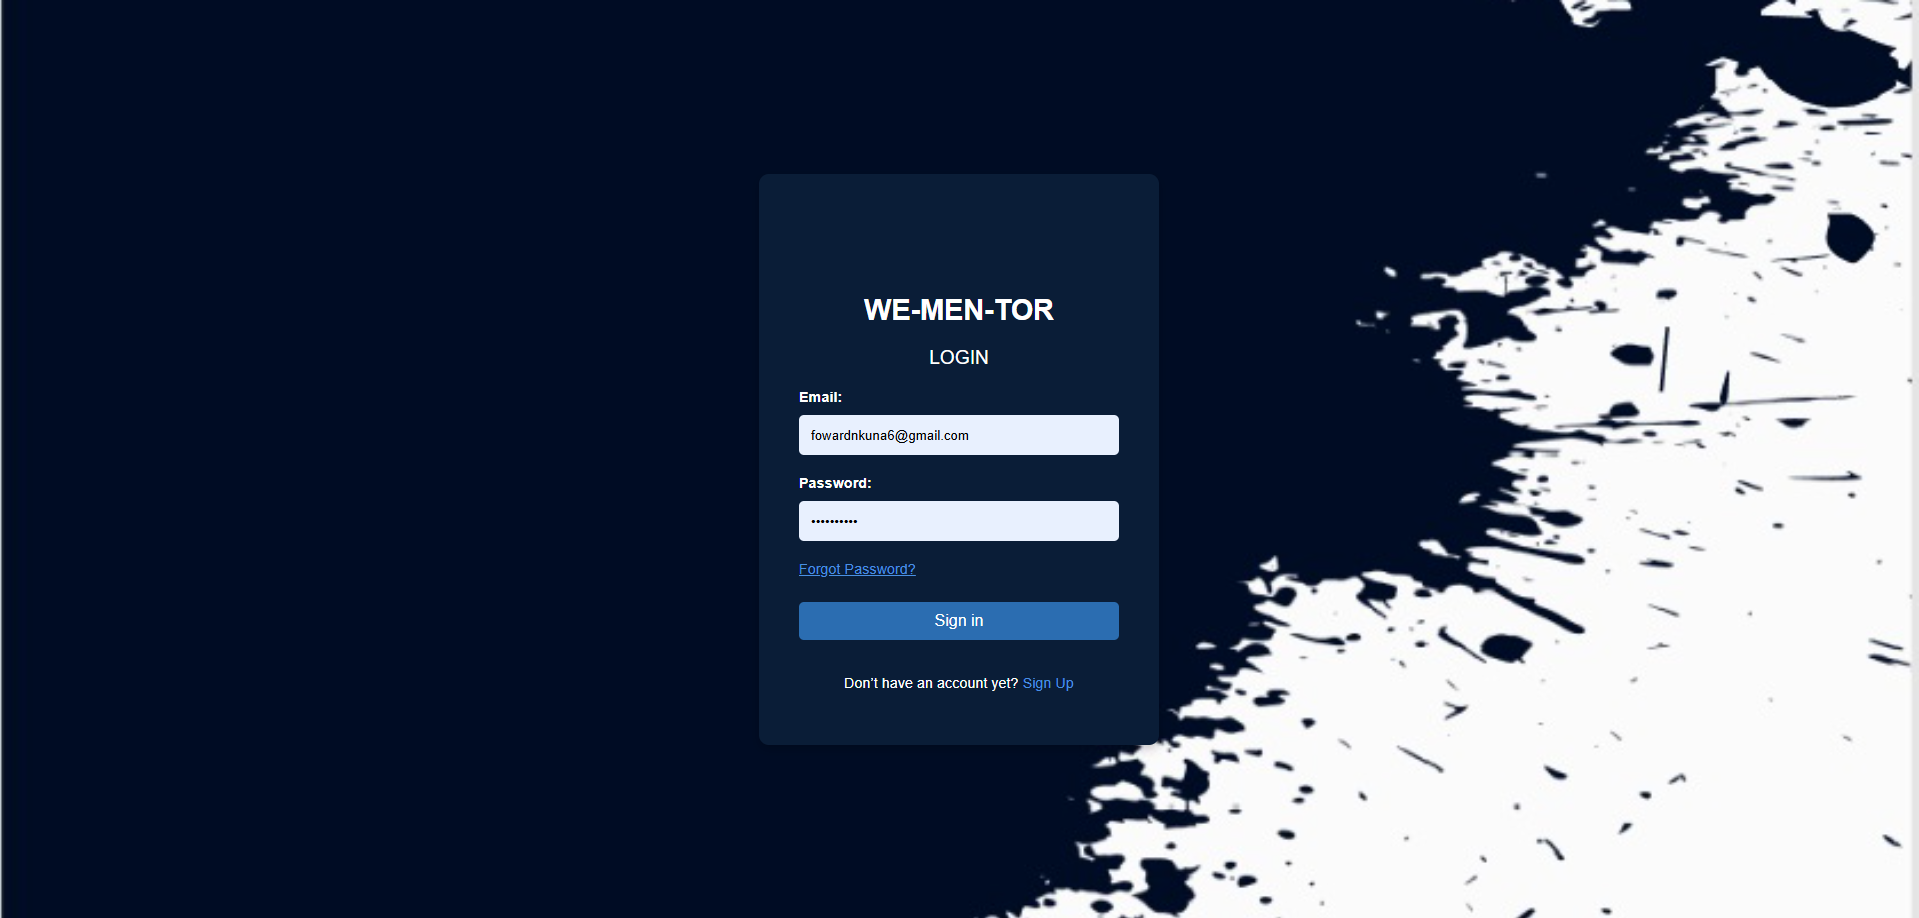 WE-MEN-TOR
LOGIN
Email:
fowardnkuna6@gmail.com
Password:
••••••••••
Forgot Password?
Sign in
Don’t have an account yet? Sign Up